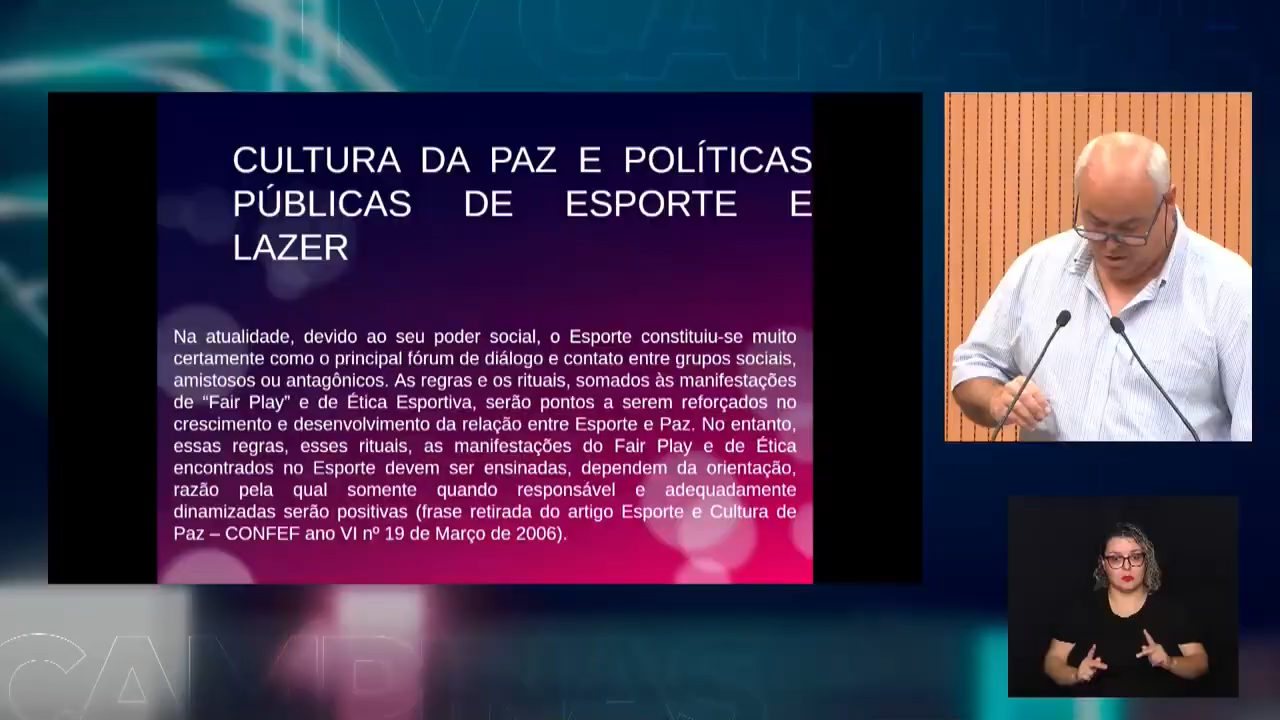 TV CÂMARA
CULTURA DA PAZ E POLÍTICAS
PÚBLICAS DE ESPORTE E
LAZER
Na atualidade, devido ao seu poder social, o Esporte constituiu-se muito
certamente como o principal fórum de diálogo e contato entre grupos sociais,
amistosos ou antagônicos. As regras e os rituais, somados às manifestações
de “Fair Play” e de Ética Esportiva, serão pontos a serem reforçados no
crescimento e desenvolvimento da relação entre Esporte e Paz. No entanto,
essas regras, esses rituais, as manifestações do Fair Play e de Ética
encontrados no Esporte devem ser ensinadas, dependem da orientação,
razão pela qual somente quando responsável e adequadamente
dinamizadas serão positivas (frase retirada do artigo Esporte e Cultura de
Paz – CONFEF ano VI nº 19 de Março de 2006).
CAMPINAS